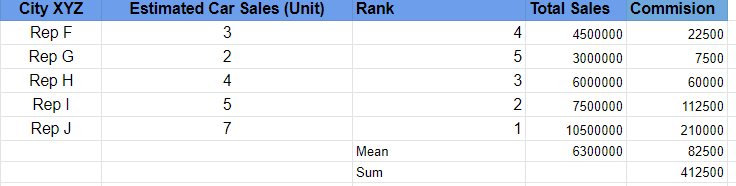 City XYZ Estimated Car Sales (Unit) Rank Total Sales Commision
Rep F 3 4 4500000 22500
Rep G 2 5 3000000 7500
Rep H 4 3 6000000 60000
Rep I 5 2 7500000 112500
Rep J 7 1 10500000 210000
Mean 6300000 82500
Sum 412500